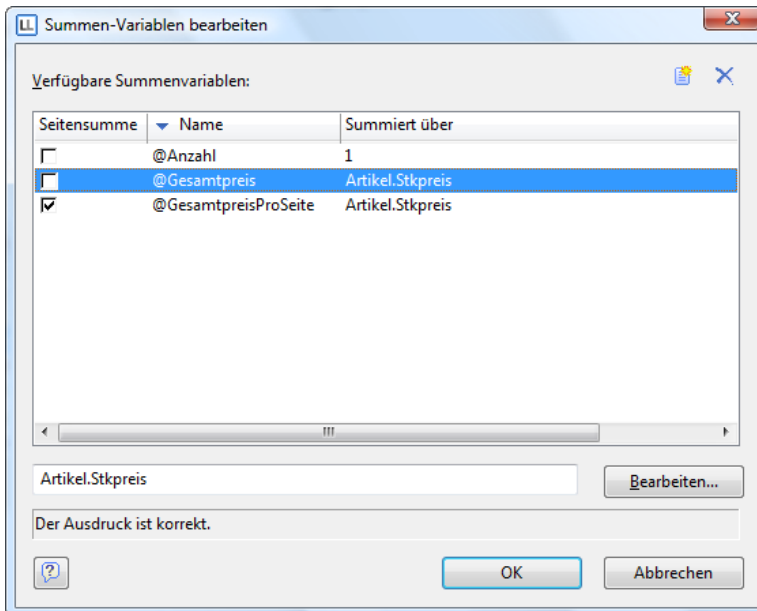 LL Summen-Variablen bearbeiten
Verfügbare Summenvariablen:
Seitensumme Name Summiert über
@Anzahl 1
@Gesamtpreis Artikel.Stkpreis
@GesamtpreisProSeite Artikel.Stkpreis
Artikel.Stkpreis Bearbeiten...
Der Ausdruck ist korrekt.
? OK Abbrechen